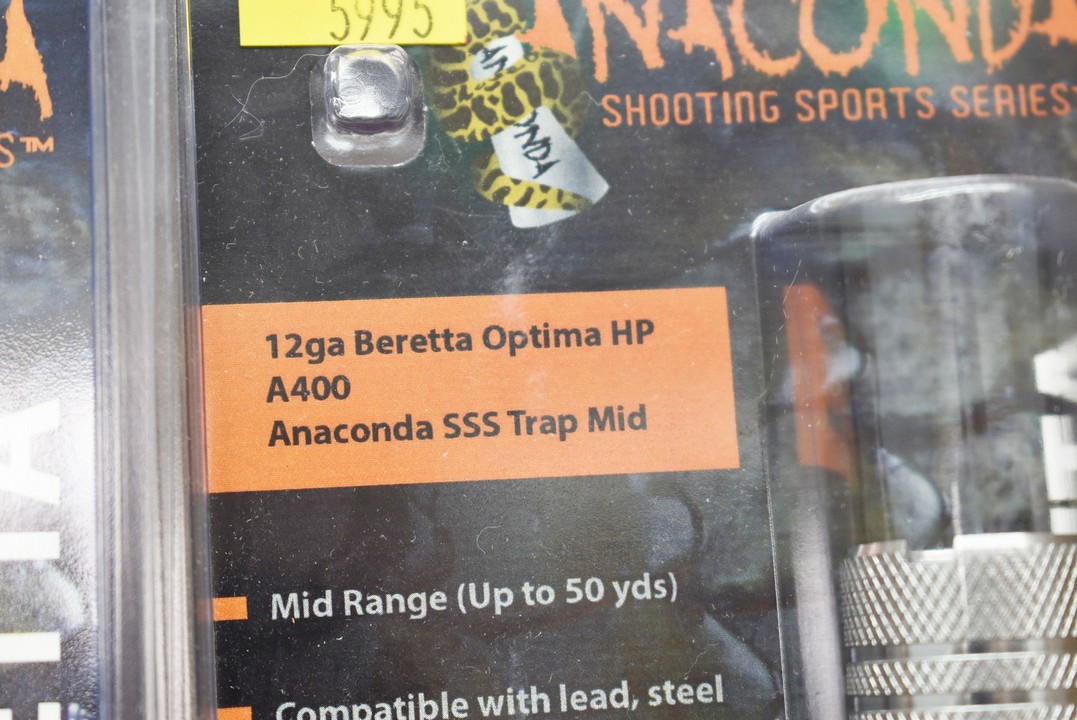 5995
ANACONDA
SHOOTING SPORTS SERIES™
12ga Beretta Optima HP
A400
Anaconda SSS Trap Mid
Mid Range (Up to 50 yds)
Compatible with lead, steel